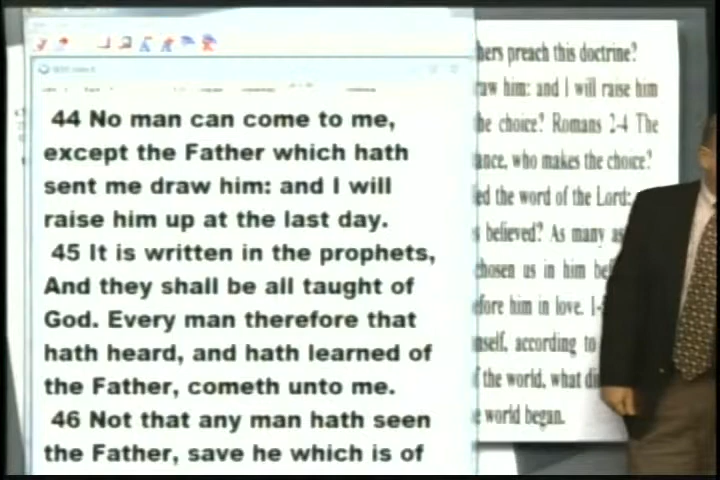 44 No man can come to me,
except the Father which hath
sent me draw him: and I will
raise him up at the last day.
45 It is written in the prophets,
And they shall be all taught of
God. Every man therefore that
hath heard, and hath learned of
the Father, cometh unto me.
46 Not that any man hath seen
the Father, save he which is of
hers preach this doctrine?
raw him: and I will raise him
he choice? Romans 2-4 The
ance, who makes the choice?
ed the word of the Lord:
believed? As many as
chosen us in him bef
fore him in love. 1-
nself, according to
f the world, what di
e world began.